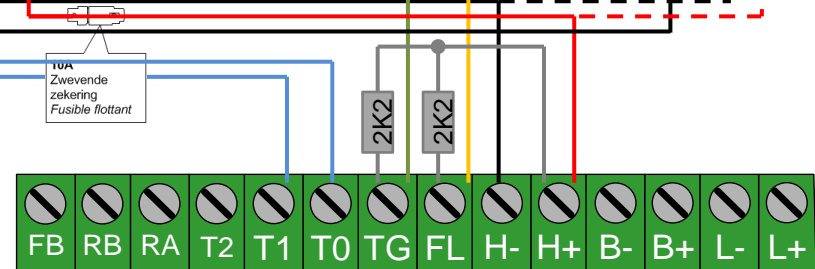 10A
Zwevende
zekering
Fusible flottant
2K2
2K2
FB RB RA T2 T1 T0 TG FL H- H+ B- B+ L- L+